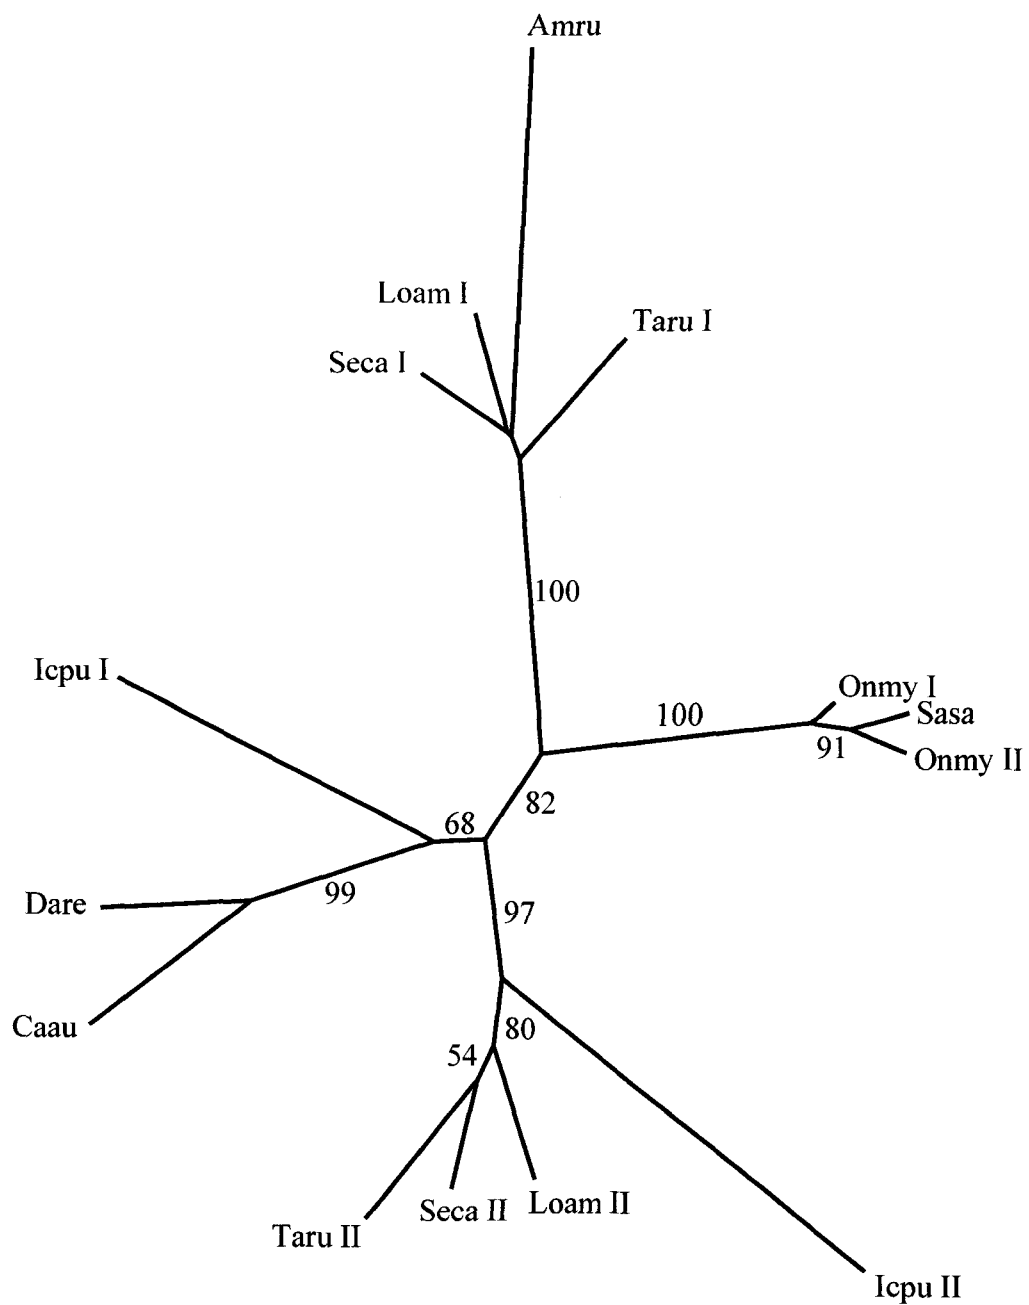 Amru
Loam I
Taru I
Seca I
100
Icpu I
Onmy I
100
Sasa
91
Onmy II
82
68
99
Dare
97
Caau
80
54
Loam II
Seca II
Taru II
Icpu II